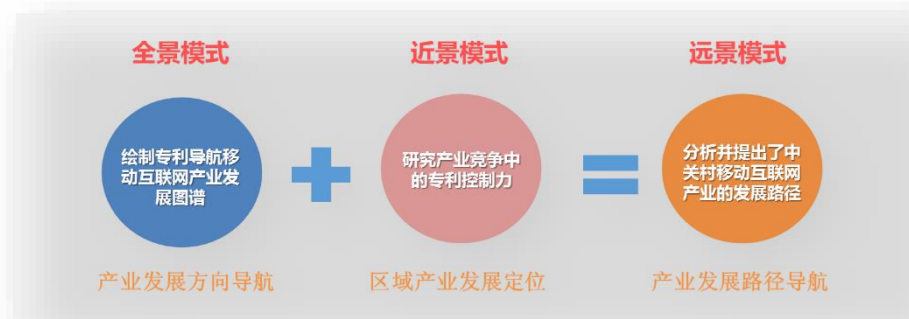 全景模式
近景模式
远景模式
绘制专利导航移
动互联网产业发
展图谱
研究产业竞争中
的专利控制力
分析并提出了中
关村移动互联网
产业的发展路径
产业发展方向导航
区域产业发展定位
产业发展路径导航